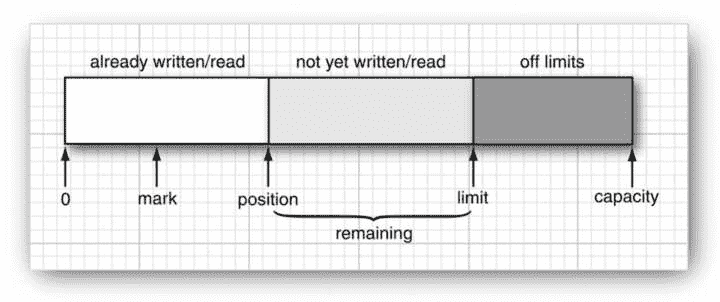 already written/read not yet written/read off limits
0 mark position limit capacity
remaining